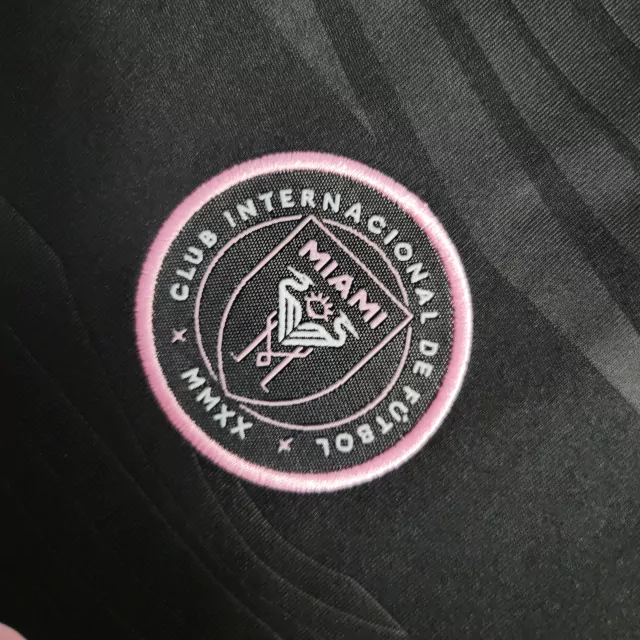 CLUB INTERNACIONAL DE FÚTBOL
MIAMI
MMXX